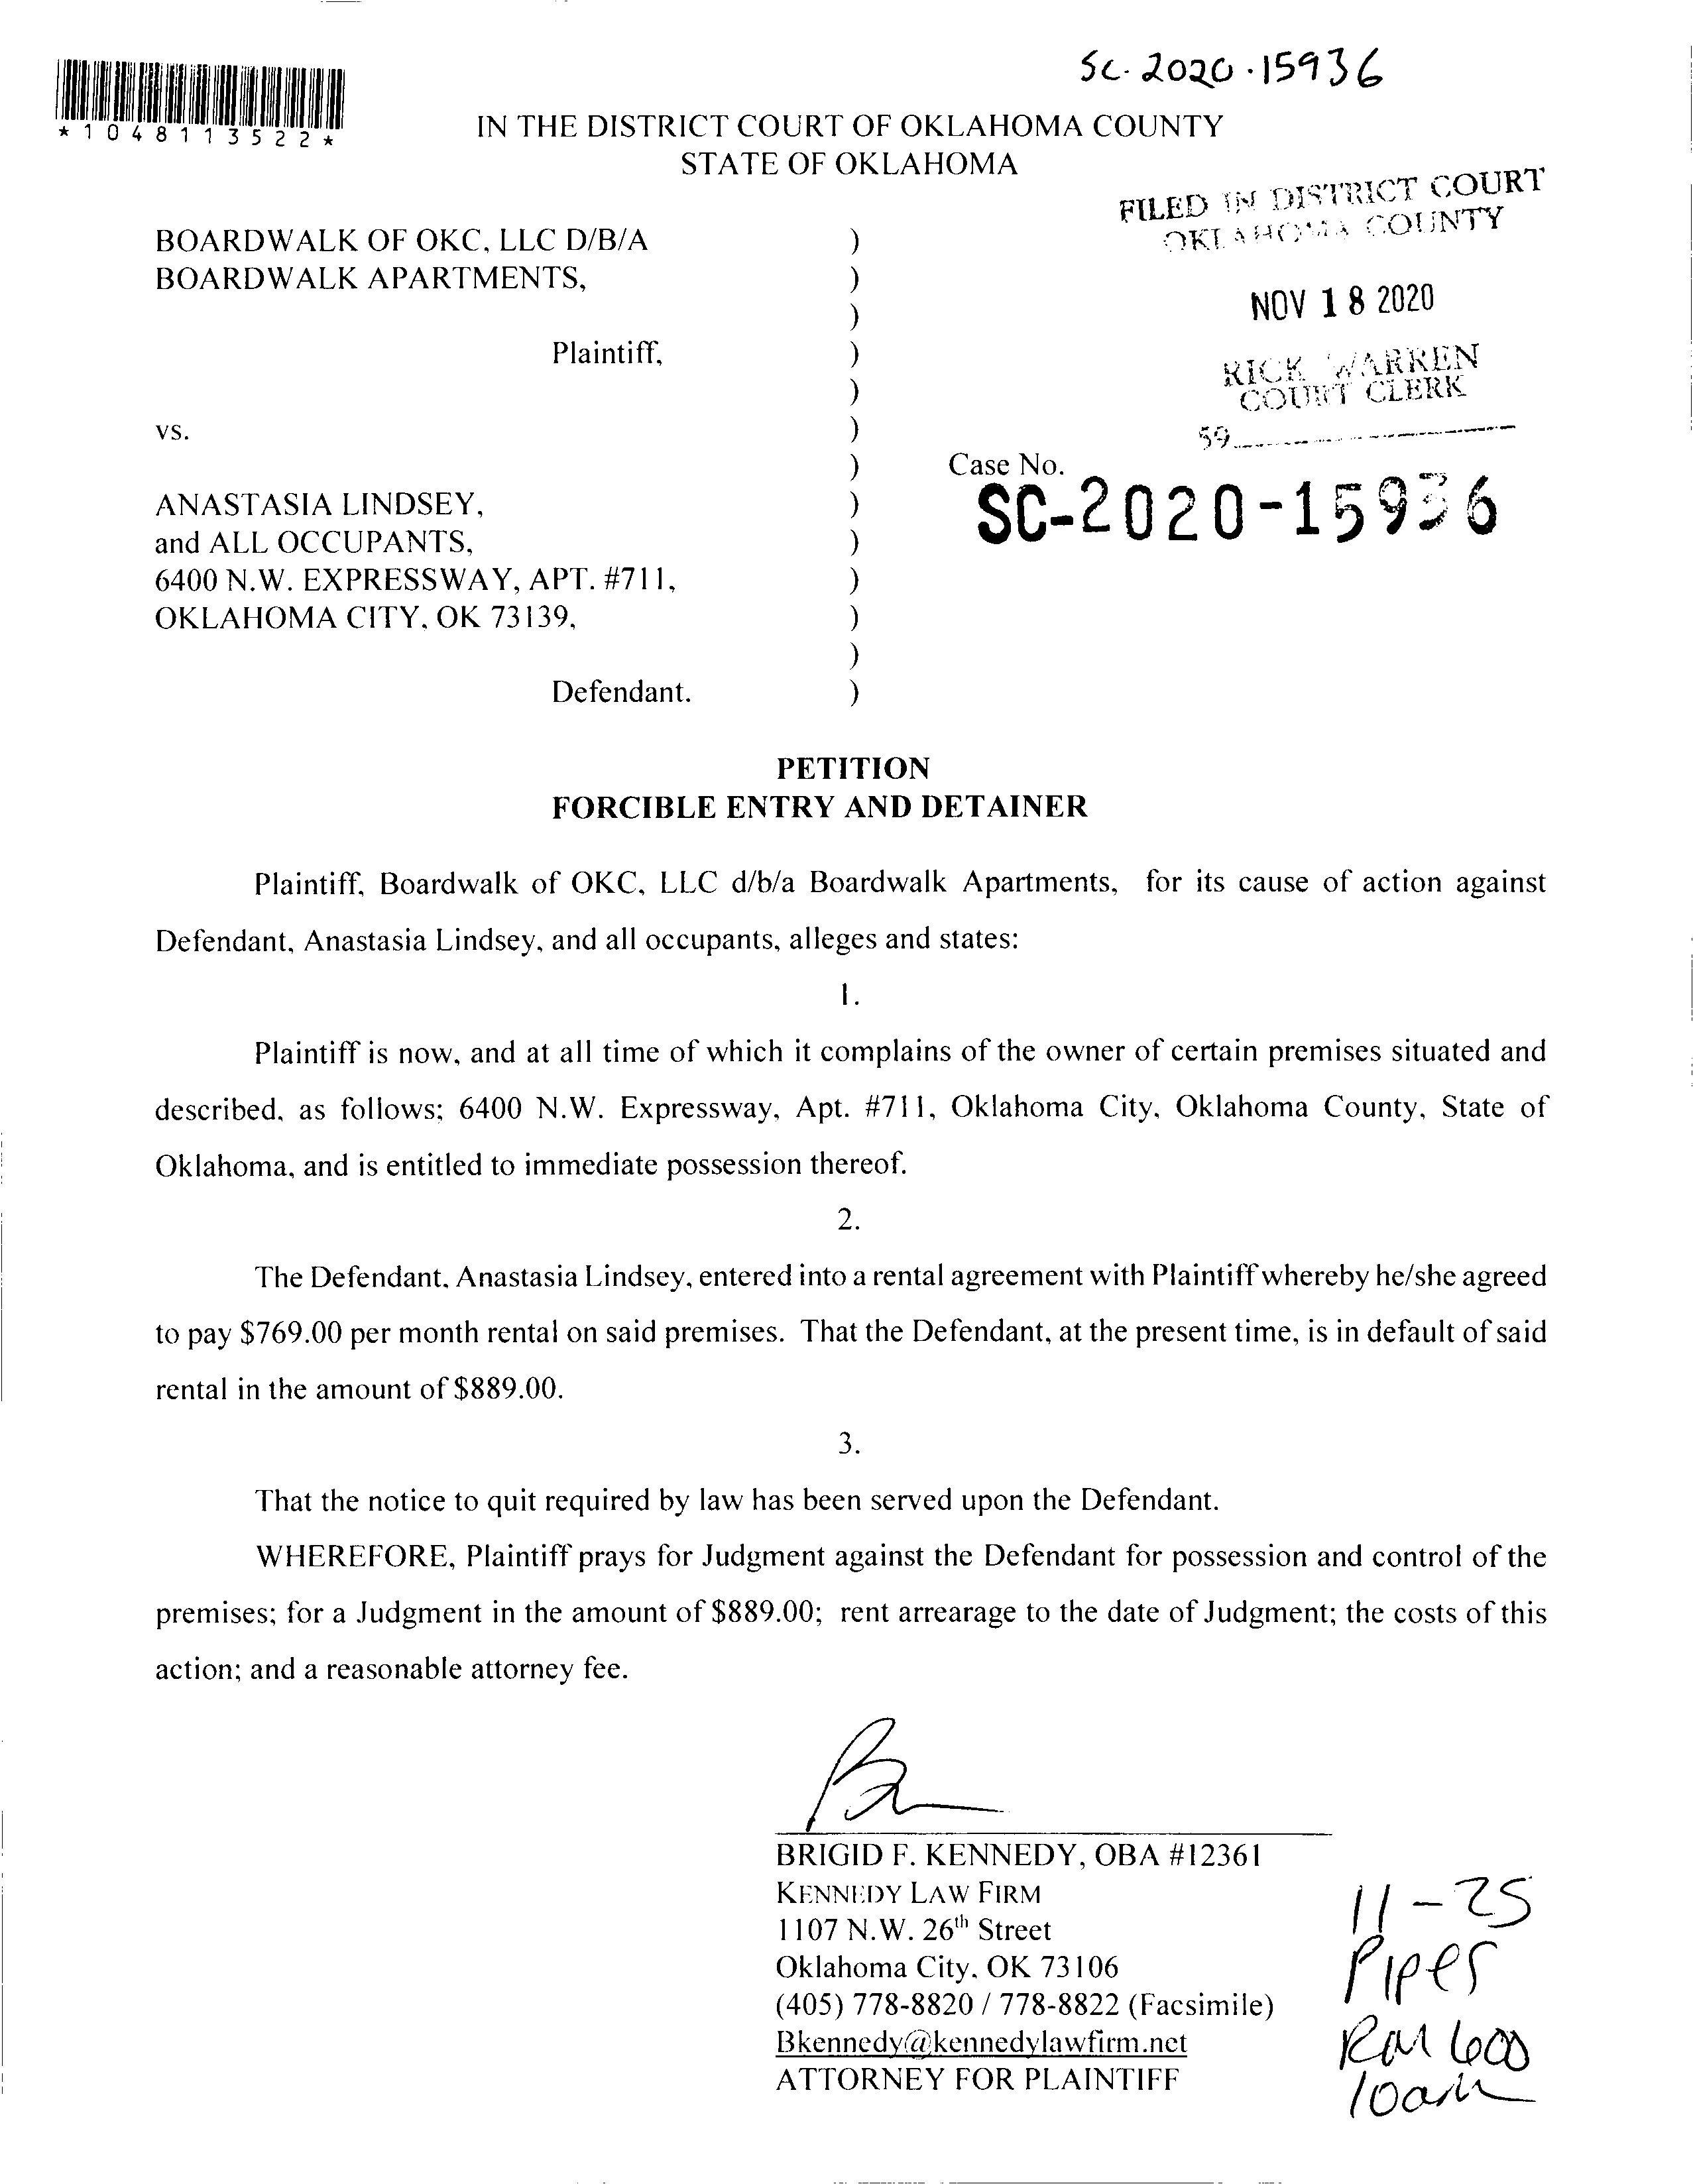 SC-2020-15936
*1048113522*
IN THE DISTRICT COURT OF OKLAHOMA COUNTY
STATE OF OKLAHOMA
FILED IN DISTRICT COURT
OKLAHOMA COUNTY
NOV 18 2020
RICK WARREN
COURT CLERK
59
BOARDWALK OF OKC, LLC D/B/A )
BOARDWALK APARTMENTS, )
)
Plaintiff, )
)
vs. )
) Case No.
ANASTASIA LINDSEY, ) SC-2020-15936
and ALL OCCUPANTS, )
6400 N.W. EXPRESSWAY, APT. #711, )
OKLAHOMA CITY, OK 73139, )
)
Defendant. )
PETITION
FORCIBLE ENTRY AND DETAINER
Plaintiff, Boardwalk of OKC, LLC d/b/a Boardwalk Apartments, for its cause of action against
Defendant, Anastasia Lindsey, and all occupants, alleges and states:
1.
Plaintiff is now, and at all time of which it complains of the owner of certain premises situated and
described, as follows; 6400 N.W. Expressway, Apt. #711, Oklahoma City, Oklahoma County, State of
Oklahoma, and is entitled to immediate possession thereof.
2.
The Defendant, Anastasia Lindsey, entered into a rental agreement with Plaintiff whereby he/she agreed
to pay $769.00 per month rental on said premises. That the Defendant, at the present time, is in default of said
rental in the amount of $889.00.
3.
That the notice to quit required by law has been served upon the Defendant.
WHEREFORE, Plaintiff prays for Judgment against the Defendant for possession and control of the
premises; for a Judgment in the amount of $889.00; rent arrearage to the date of Judgment; the costs of this
action; and a reasonable attorney fee.
BRIGID F. KENNEDY, OBA #12361
KENNEDY LAW FIRM
1107 N.W. 26th Street
Oklahoma City, OK 73106
(405) 778-8820 / 778-8822 (Facsimile)
Bkennedy@kennedylawfirm.net
ATTORNEY FOR PLAINTIFF
11-25
Piper
RM 600
10am